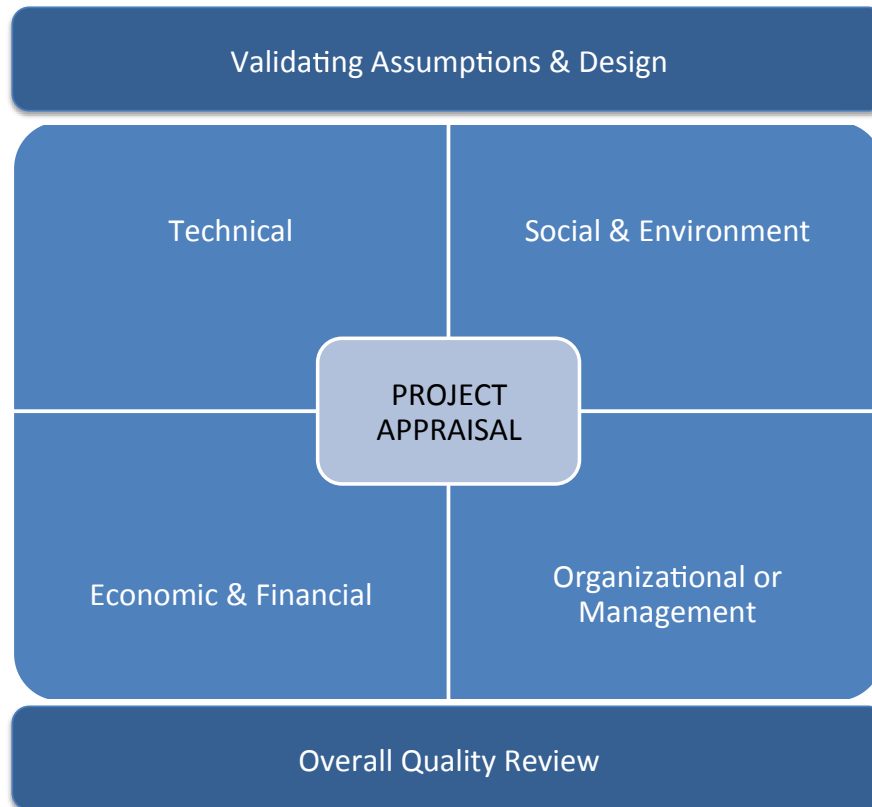 Validating Assumptions & Design
Technical
Social & Environment
PROJECT
APPRAISAL
Economic & Financial
Organizational or
Management
Overall Quality Review